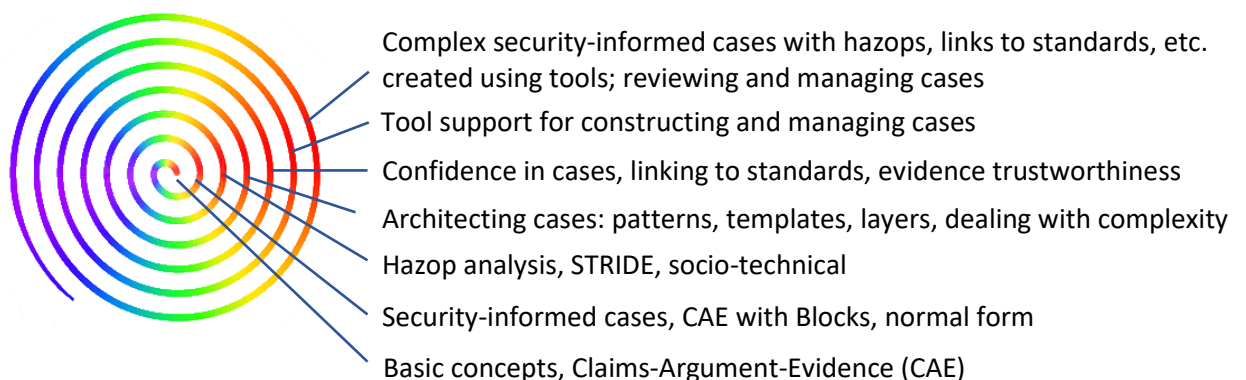 Complex security-informed cases with hazops, links to standards, etc.
created using tools; reviewing and managing cases
Tool support for constructing and managing cases
Confidence in cases, linking to standards, evidence trustworthiness
Architecting cases: patterns, templates, layers, dealing with complexity
Hazop analysis, STRIDE, socio-technical
Security-informed cases, CAE with Blocks, normal form
Basic concepts, Claims-Argument-Evidence (CAE)